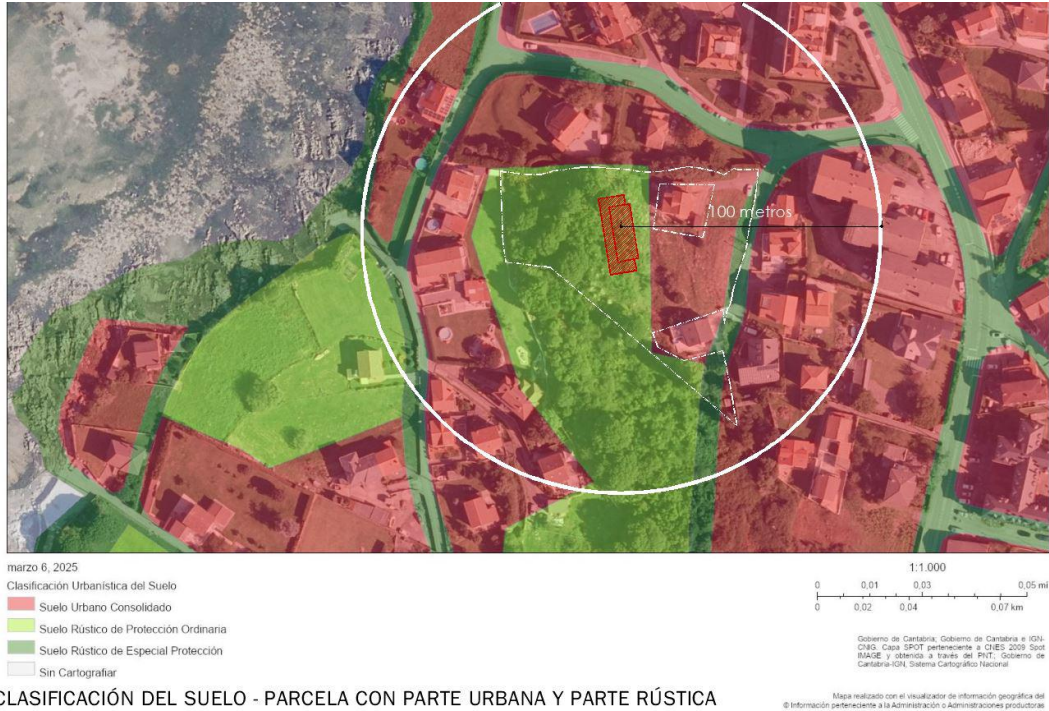 100 metros
marzo 6, 2025
Clasificación Urbanística del Suelo
Suelo Urbano Consolidado
Suelo Rústico de Protección Ordinaria
Suelo Rústico de Especial Protección
Sin Cartografiar
1:1.000
0 0,01 0,03 0,05 mi
0 0,02 0,04 0,07 km
Gobierno de Cantabria; Gobierno de Cantabria e IGN-
CNIG. Capa SPOT perteneciente a CNES 2009 Spot
IMAGE y obtenida a través del PNT.; Gobierno de
Cantabria-IGN, Sistema Cartográfico Nacional
CLASIFICACIÓN DEL SUELO - PARCELA CON PARTE URBANA Y PARTE RÚSTICA
Mapa realizado con el visualizador de información geográfica del
© Información perteneciente a la Administración o Administraciones productoras